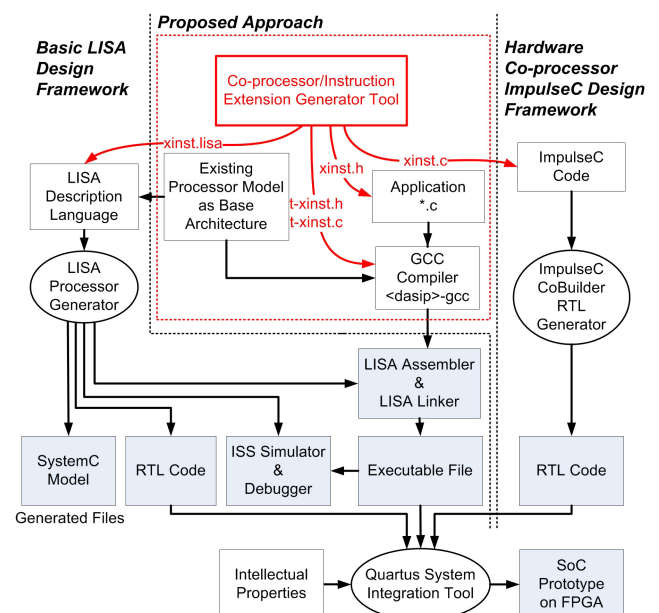 Proposed Approach
Basic LISA
Design
Framework
Hardware
Co-processor
ImpulseC Design
Framework
Co-processor/Instruction
Extension Generator Tool
xinst.lisa
xinst.h
xinst.c
t-xinst.h
t-xinst.c
LISA
Description
Language
Existing
Processor Model
as Base
Architecture
Application
*.c
ImpulseC
Code
LISA
Processor
Generator
GCC
Compiler
<dasip>-gcc
ImpulseC
CoBuilder
RTL
Generator
LISA Assembler
&
LISA Linker
SystemC
Model
RTL Code
ISS Simulator
&
Debugger
Executable File
RTL Code
Generated Files
Intellectual
Properties
Quartus System
Integration Tool
SoC
Prototype
on FPGA